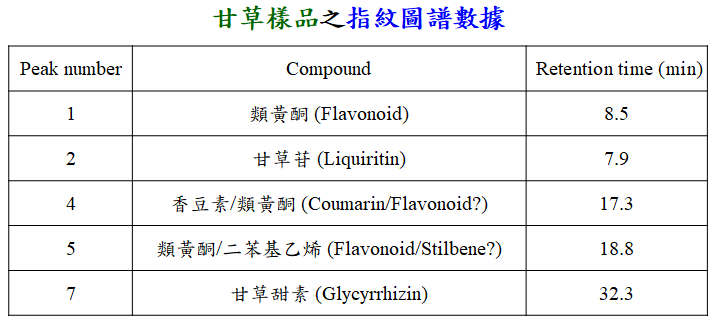 甘草樣品之指紋圖譜數據
Peak number Compound Retention time (min)
1 類黃酮 (Flavonoid) 8.5
2 甘草苷 (Liquiritin) 7.9
4 香豆素/類黃酮 (Coumarin/Flavonoid?) 17.3
5 類黃酮/二苯基乙烯 (Flavonoid/Stilbene?) 18.8
7 甘草甜素 (Glycyrrhizin) 32.3